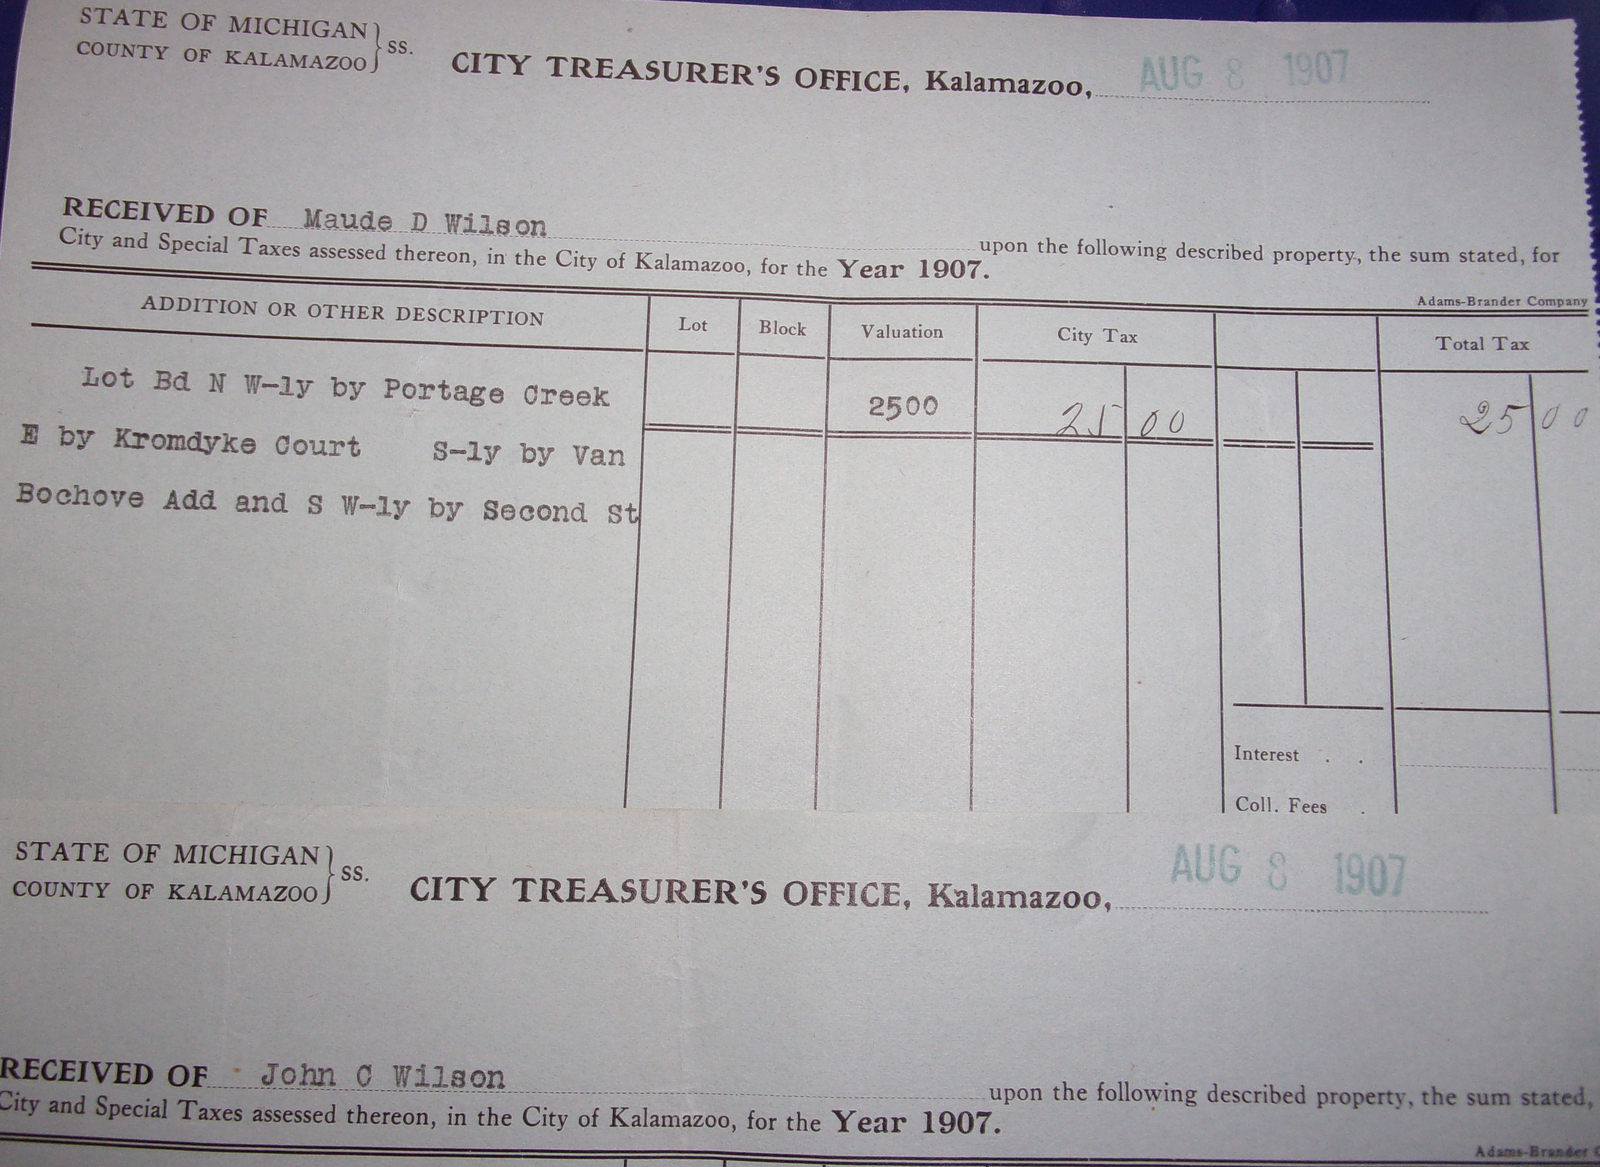 STATE OF MICHIGAN } SS.
COUNTY OF KALAMAZOO
CITY TREASURER'S OFFICE, Kalamazoo, AUG 8 1907
RECEIVED OF Maude D Wilson upon the following described property, the sum stated, for
City and Special Taxes assessed thereon, in the City of Kalamazoo, for the Year 1907.
Adams-Brander Company
ADDITION OR OTHER DESCRIPTION Lot Block Valuation City Tax Total Tax
Lot Bd N W-ly by Portage Creek 2500 25 00 25 00
E by Kromdyke Court S-ly by Van
Bochove Add and S W-ly by Second St
Interest . .
Coll. Fees .
STATE OF MICHIGAN } SS.
COUNTY OF KALAMAZOO
CITY TREASURER'S OFFICE, Kalamazoo, AUG 8 1907
RECEIVED OF John C Wilson upon the following described property, the sum stated,
City and Special Taxes assessed thereon, in the City of Kalamazoo, for the Year 1907.
Adams-Brander C